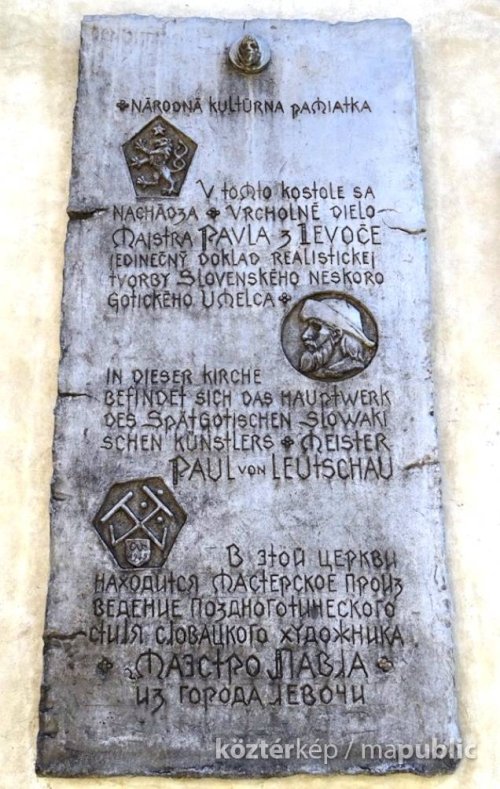 NÁRODNÁ KULTÚRNA PAMIATKA
V TOMTO KOSTOLE SA
NACHÁDZA VRCHOLNÉ DIELO
MAJSTRA PAVLA Z LEVOČE
JEDINEČNÝ DOKLAD REALISTICKEJ
TVORBY SLOVENSKÉHO NESKORO
GOTICKÉHO UMELCA
IN DIESER KIRCHE
BEFINDET SICH DAS HAUPTWERK
DES SPÄTGOTISCHEN SLOWAKI
SCHEN KÜNSTLERS MEISTER
PAUL VON LEUTSCHAU
В ЭТОЙ ЦЕРКВИ
НАХОДИТСЯ МАСТЕРСКОЕ ПРОИЗ
ВЕДЕНИЕ ПОЗДНОГОТИЧЕСКОГО
СТИЛЯ СЛОВАЦКОГО ХУДОЖНИКА
МАЭСТРО ПАВЛА
ИЗ ГОРОДА ЛЕВОЧИ
köztérkép / mapublic